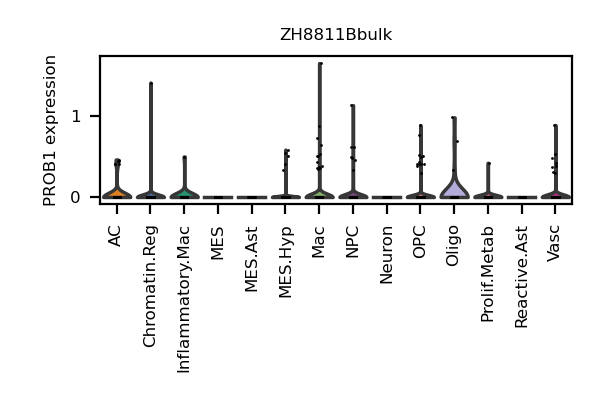 ZH8811Bbulk
PROB1 expression
1
0
AC
Chromatin.Reg
Inflammatory.Mac
MES
MES.Ast
MES.Hyp
Mac
NPC
Neuron
OPC
Oligo
Prolif.Metab
Reactive.Ast
Vasc